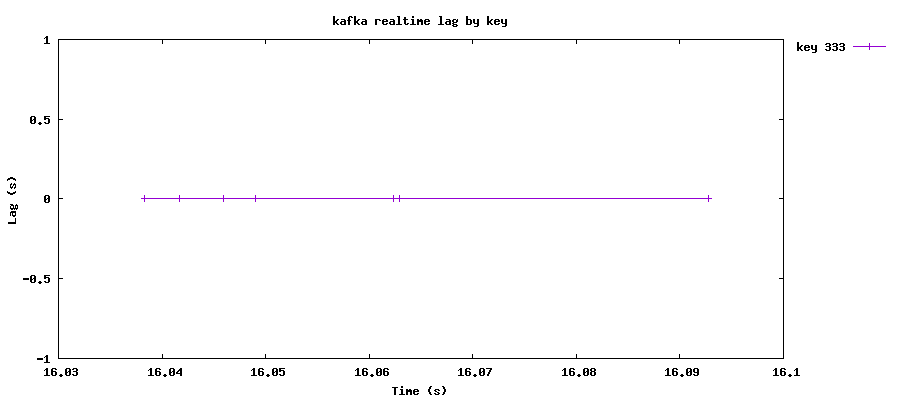 kafka realtime lag by key
key 333
1
0.5
0
-0.5
-1
Lag (s)
16.03 16.04 16.05 16.06 16.07 16.08 16.09 16.1
Time (s)